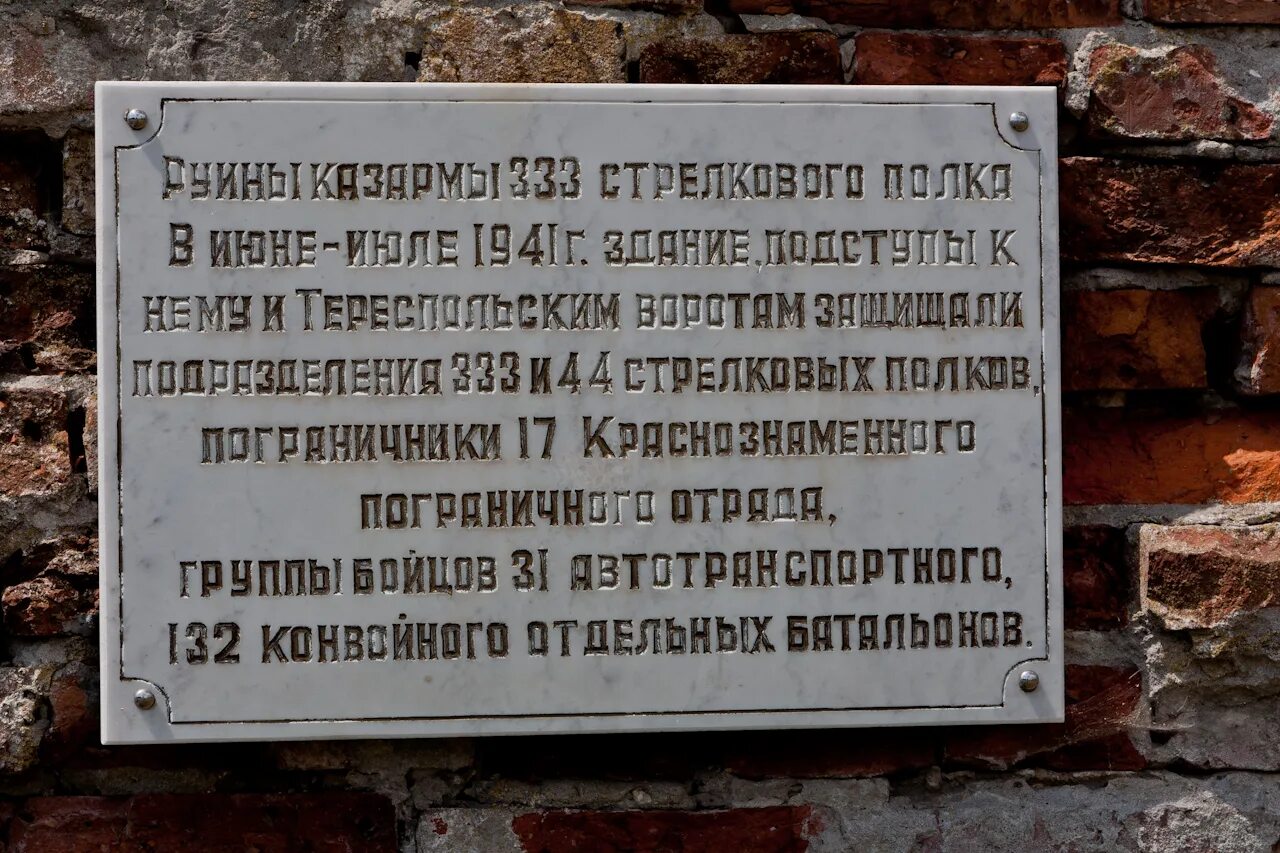 Руины казармы 333 стрелкового полка
В июне-июле 1941г. здание, подступы к
нему и Тереспольским воротам защищали
подразделения 333 и 44 стрелковых полков,
пограничники 17 Краснознаменного
пограничного отряда,
группы бойцов 31 автотранспортного,
132 конвойного отдельных батальонов.